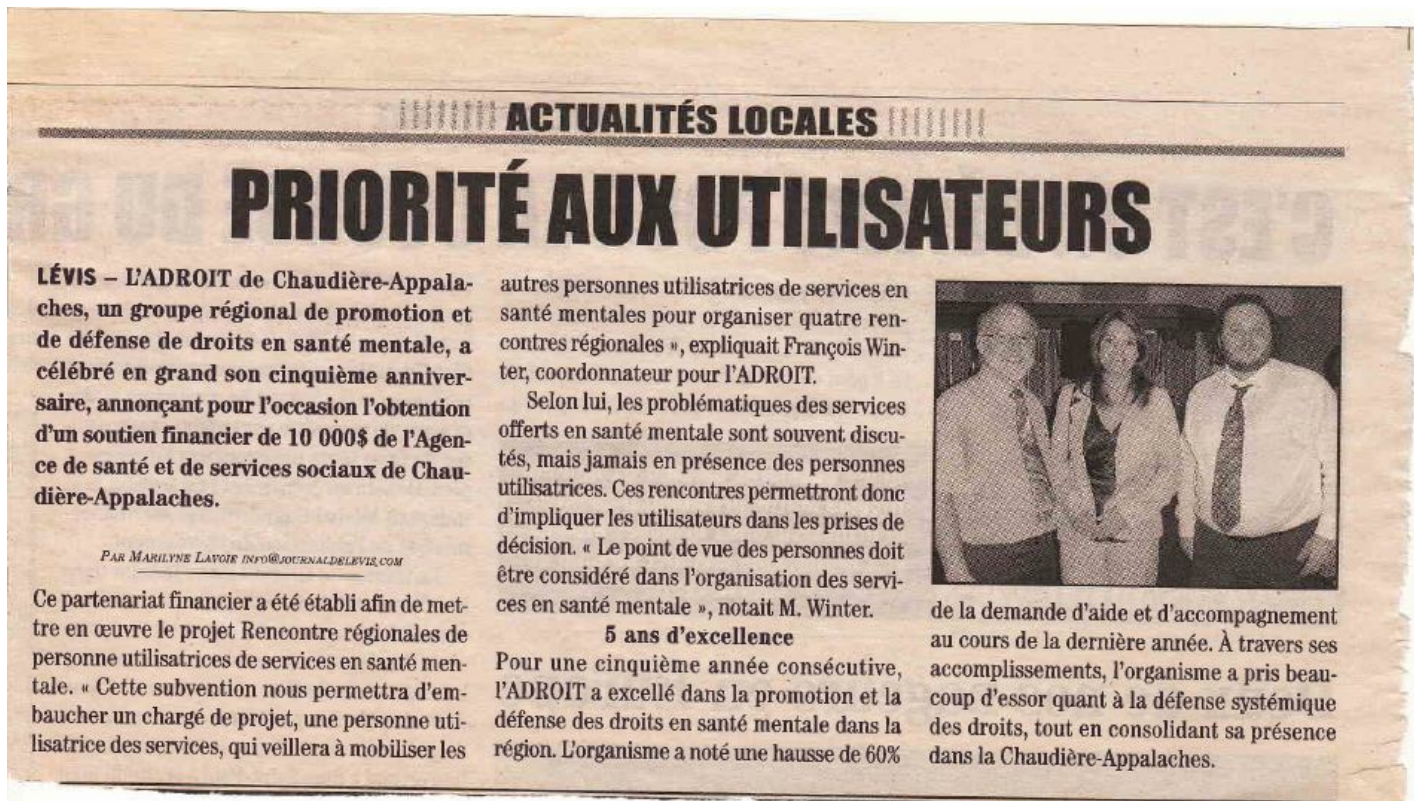 ACTUALITÉS LOCALES
PRIORITÉ AUX UTILISATEURS
LÉVIS – L'ADROIT de Chaudière-Appala-
ches, un groupe régional de promotion et
de défense de droits en santé mentale, a
célébré en grand son cinquième anniver-
saire, annonçant pour l'occasion l'obtention
d'un soutien financier de 10 000$ de l'Agen-
ce de santé et de services sociaux de Chau-
dière-Appalaches.
PAR MARILYNE LAVOIE INFO@JOURNALDELEVIS.COM
Ce partenariat financier a été établi afin de met-
tre en œuvre le projet Rencontre régionales de
personne utilisatrices de services en santé men-
tale. « Cette subvention nous permettra d'em-
baucher un chargé de projet, une personne uti-
lisatrice des services, qui veillera à mobiliser les
autres personnes utilisatrices de services en
santé mentales pour organiser quatre ren-
contres régionales », expliquait François Win-
ter, coordonnateur pour l'ADROIT.
Selon lui, les problématiques des services
offerts en santé mentale sont souvent discu-
tés, mais jamais en présence des personnes
utilisatrices. Ces rencontres permettront donc
d'impliquer les utilisateurs dans les prises de
décision. « Le point de vue des personnes doit
être considéré dans l'organisation des servi-
ces en santé mentale », notait M. Winter.
5 ans d'excellence
Pour une cinquième année consécutive,
l'ADROIT a excellé dans la promotion et la
défense des droits en santé mentale dans la
région. L'organisme a noté une hausse de 60%
de la demande d'aide et d'accompagnement
au cours de la dernière année. À travers ses
accomplissements, l'organisme a pris beau-
coup d'essor quant à la défense systémique
des droits, tout en consolidant sa présence
dans la Chaudière-Appalaches.